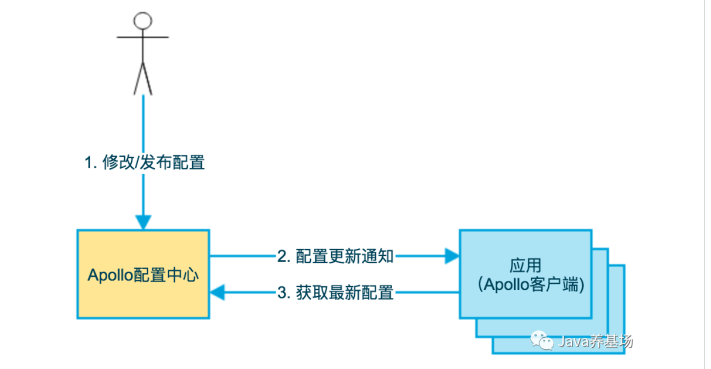 1. 修改/发布配置
Apollo配置中心
2. 配置更新通知
3. 获取最新配置
应用
（Apollo客户端)
Java养基场